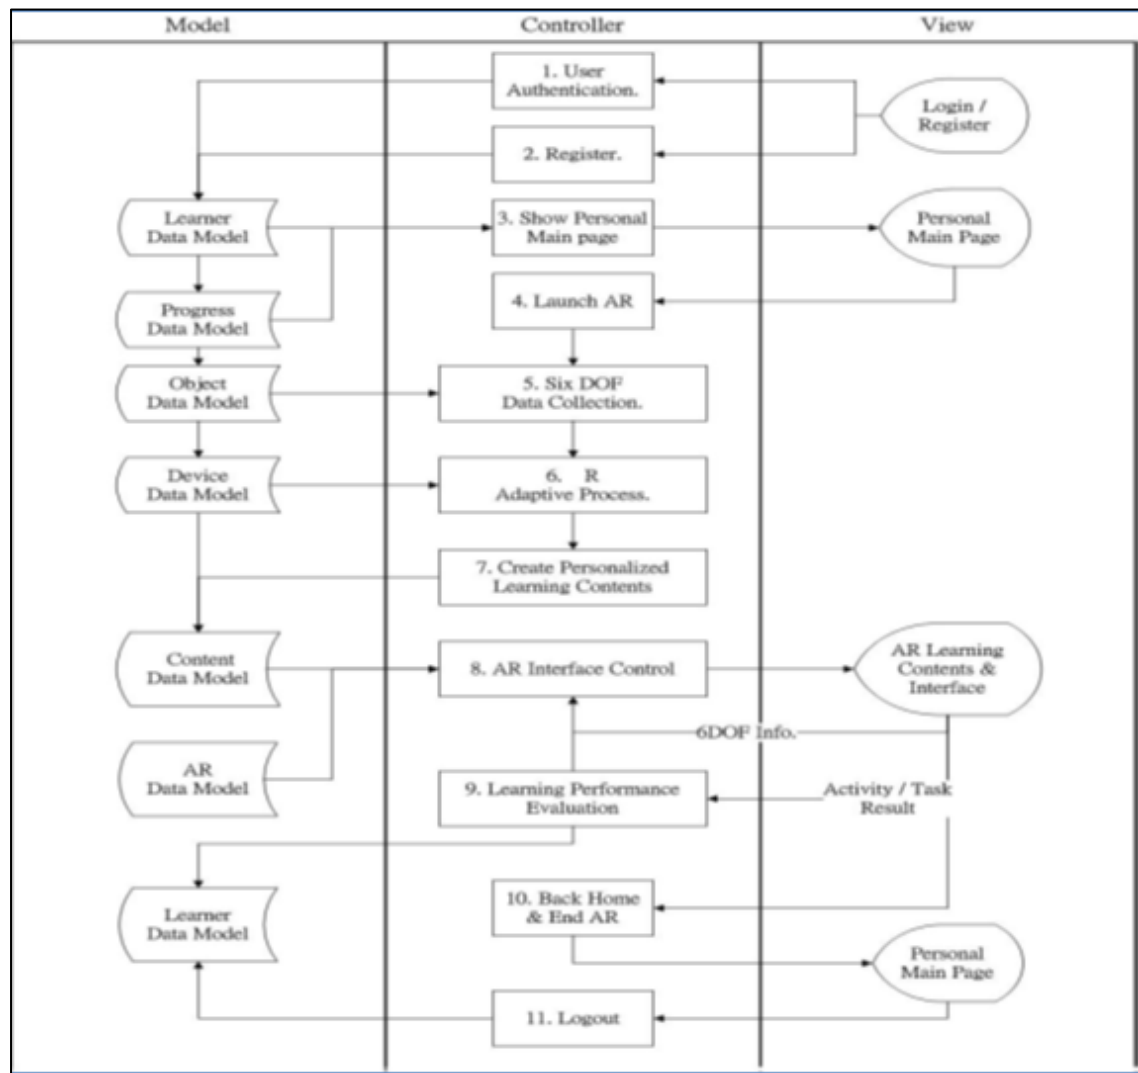 Model
Controller
View
1. User
Authentication.
Login /
Register
2. Register.
Learner
Data Model
3. Show Personal
Main page
Personal
Main Page
4. Launch AR
Progress
Data Model
Object
Data Model
5. Six DOF
Data Collection.
Device
Data Model
6. R
Adaptive Process.
7. Create Personalized
Learning Contents
Content
Data Model
8. AR Interface Control
AR Learning
Contents &
Interface
6DOF Info.
AR
Data Model
9. Learning Performance
Evaluation
Activity / Task
Result
10. Back Home
& End AR
Learner
Data Model
Personal
Main Page
11. Logout